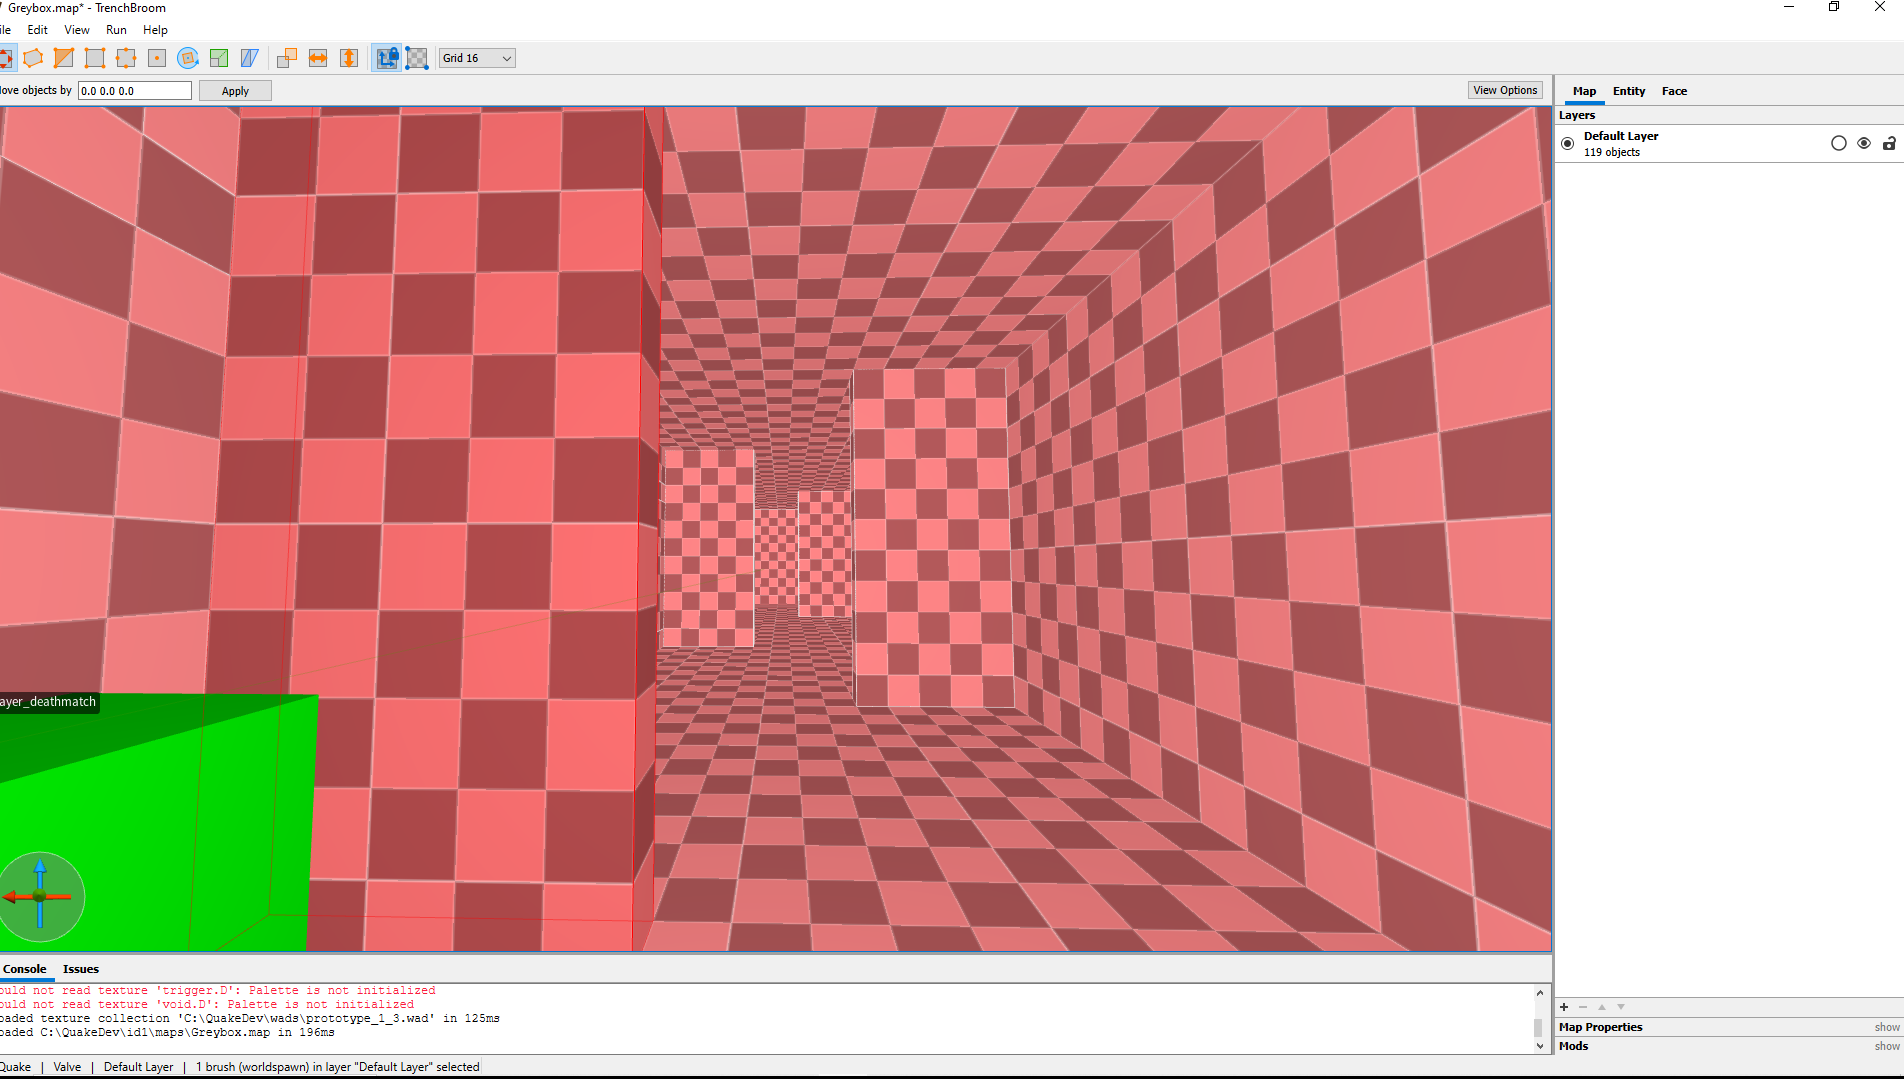 Greybox.map* - TrenchBroom
ile Edit View Run Help
Grid 16
ove objects by 0.0 0.0 0.0 Apply View Options
Map Entity Face
Layers
Default Layer
119 objects
ayer_deathmatch
Console Issues
ould not read texture 'trigger.D': Palette is not initialized
ould not read texture 'void.D': Palette is not initialized
oaded texture collection 'C:\QuakeDev\wads\prototype_1_3.wad' in 125ms
oaded C:\QuakeDev\id1\maps\Greybox.map in 196ms
Map Properties show
Mods show
Quake | Valve | Default Layer | 1 brush (worldspawn) in layer "Default Layer" selected